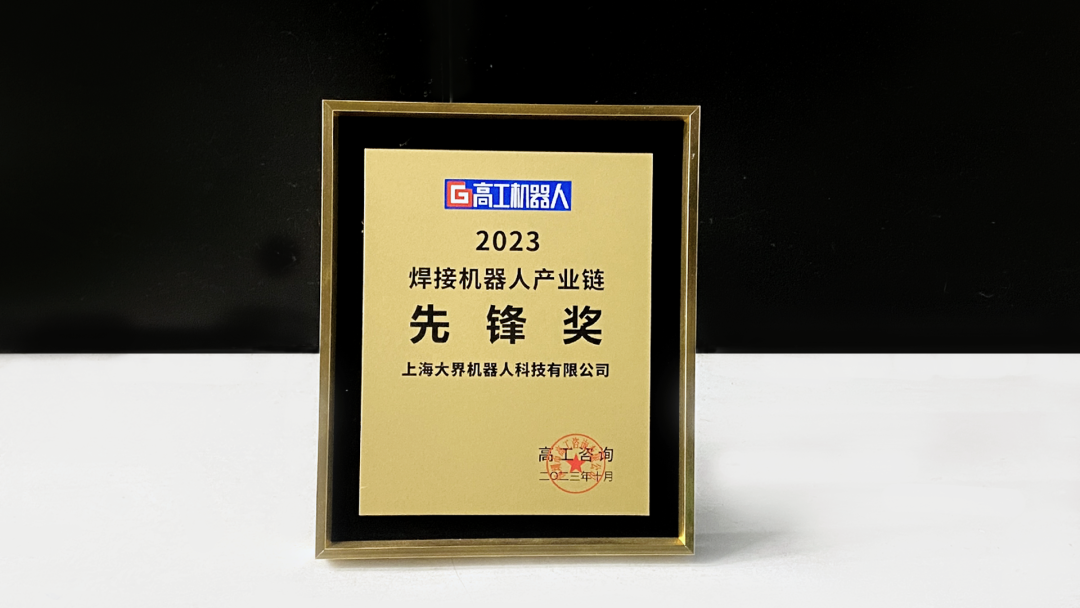 G高工机器人
2023
焊接机器人产业链
先锋奖
上海大界机器人科技有限公司
高工咨询
二〇二三年十月